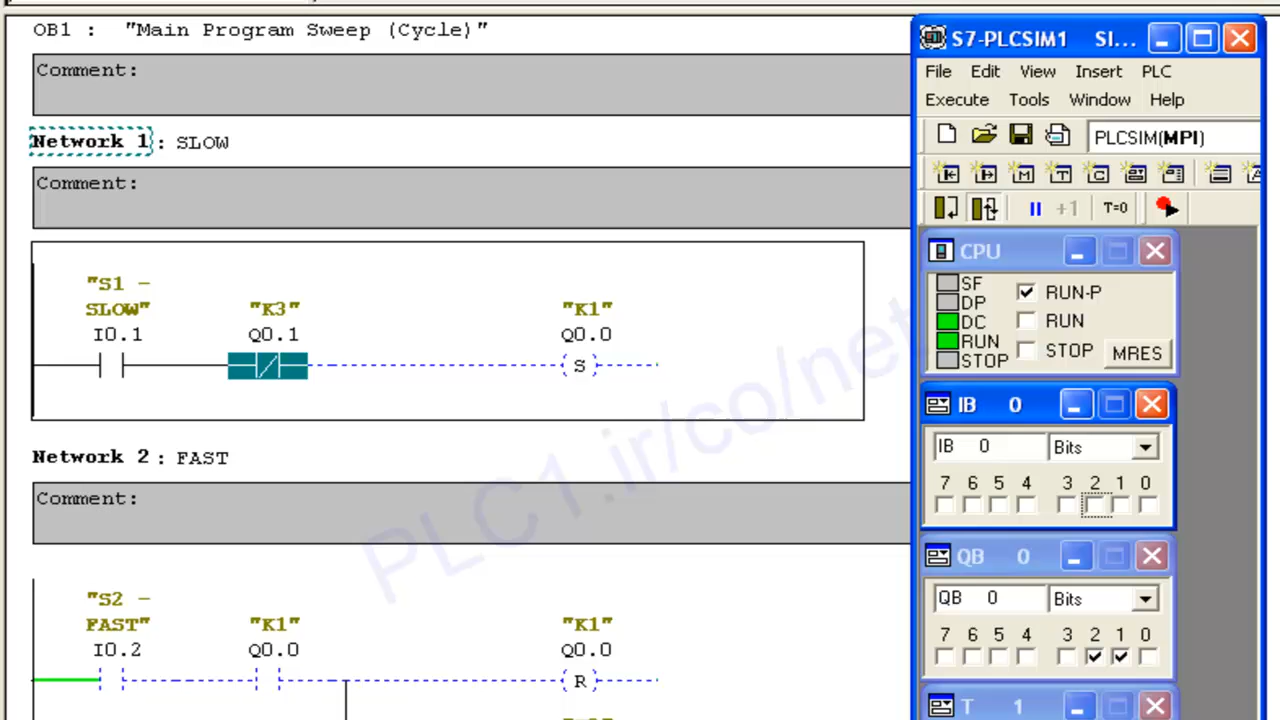 OB1 : "Main Program Sweep (Cycle)"
Comment:
Network 1 : SLOW
Comment:
"S1 -
SLOW" "K3" "K1"
I0.1 Q0.1 Q0.0
S
Network 2 : FAST
Comment:
"S2 -
FAST" "K1" "K1"
I0.2 Q0.0 Q0.0
R
PLC1.ir/co/net
S7-PLCSIM1 SI...
File Edit View Insert PLC
Execute Tools Window Help
PLCSIM(MPI)
+1 T=0
CPU
SF
DP RUN-P
DC RUN
RUN
STOP STOP MRES
IB 0
IB 0 Bits
7 6 5 4 3 2 1 0
QB 0
QB 0 Bits
7 6 5 4 3 2 1 0
T 1